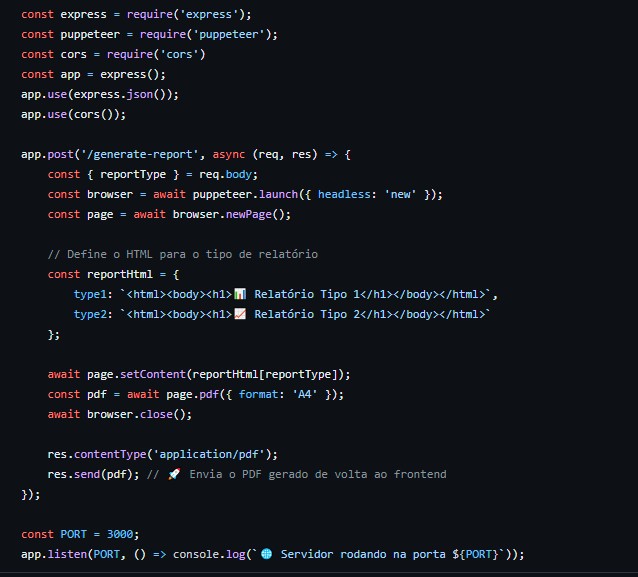 const express = require('express');
const puppeteer = require('puppeteer');
const cors = require('cors')
const app = express();
app.use(express.json());
app.use(cors());

app.post('/generate-report', async (req, res) => {
    const { reportType } = req.body;
    const browser = await puppeteer.launch({ headless: 'new' });
    const page = await browser.newPage();

    // Define o HTML para o tipo de relatório
    const reportHtml = {
        type1: `<html><body><h1>📊 Relatório Tipo 1</h1></body></html>`,
        type2: `<html><body><h1>📈 Relatório Tipo 2</h1></body></html>`
    };

    await page.setContent(reportHtml[reportType]);
    const pdf = await page.pdf({ format: 'A4' });
    await browser.close();

    res.contentType('application/pdf');
    res.send(pdf); // 🚀 Envia o PDF gerado de volta ao frontend
});

const PORT = 3000;
app.listen(PORT, () => console.log(`🌐 Servidor rodando na porta ${PORT}`));